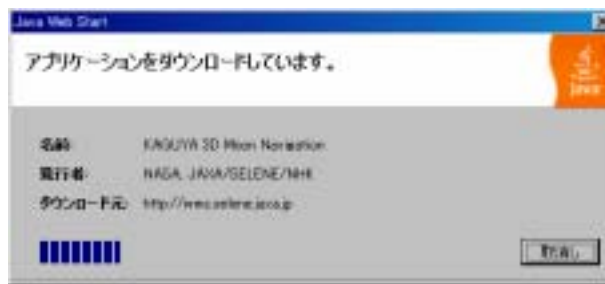 Java Web Start
アプリケーションをダウンロードしています。
Java
名前: KAGUYA 3D Moon Navigation
発行者: NASA, JAXA/SELENE/NHK
ダウンロード元: http://wms.selene.jaxa.jp
取消し